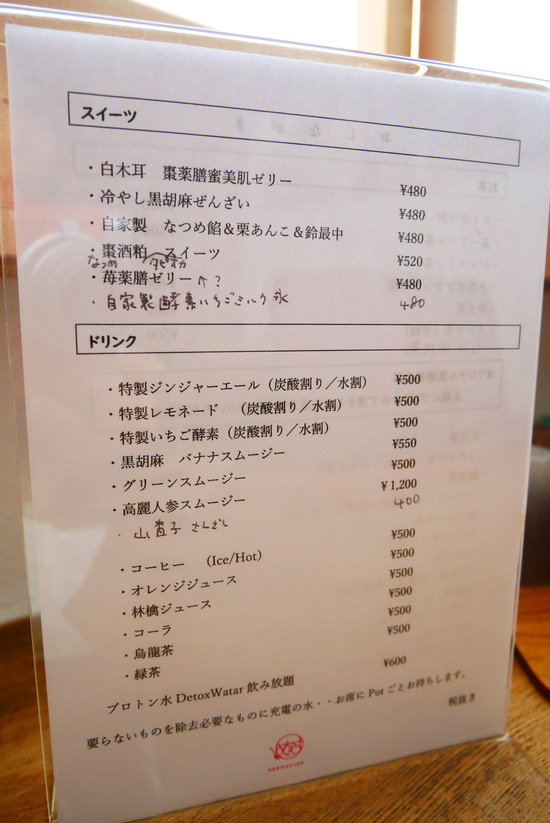 スイーツ
・白木耳 棗薬膳蜜美肌ゼリー ¥480
・冷やし黒胡麻ぜんざい ¥480
・自家製 なつめ餡＆栗あんこ＆鈴最中 ¥480
・棗酒粕 スイーツ ¥520
なつめ
・苺薬膳ゼリー ¥480
・自家製酵素いちごミルク氷 480
ドリンク
・特製ジンジャーエール（炭酸割り／水割） ¥500
・特製レモネード （炭酸割り／水割） ¥500
・特製いちご酵素（炭酸割り／水割） ¥500
・黒胡麻 バナナスムージー ¥550
・グリーンスムージー ¥500
・高麗人参スムージー ¥1,200
・山査子 さんざし 400
・コーヒー （Ice/Hot） ¥500
・オレンジジュース ¥500
・林檎ジュース ¥500
・コーラ ¥500
・烏龍茶 ¥500
・緑茶 ¥500
プロトン水 DetoxWatar 飲み放題 ¥600
要らないものを除去必要なものに充電の水・・お席に Pot ごとお持ちします。
税抜き